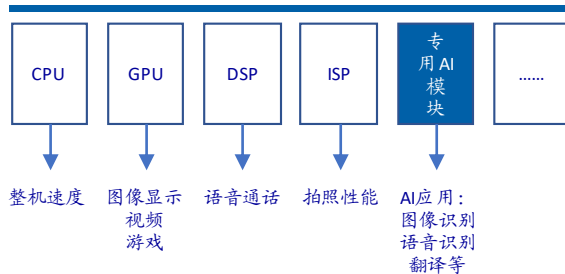 CPU
GPU
DSP
ISP
专
用AI
模
块
……
整机速度
图像显示
视频
游戏
语音通话
拍照性能
AI应用：
图像识别
语音识别
翻译等